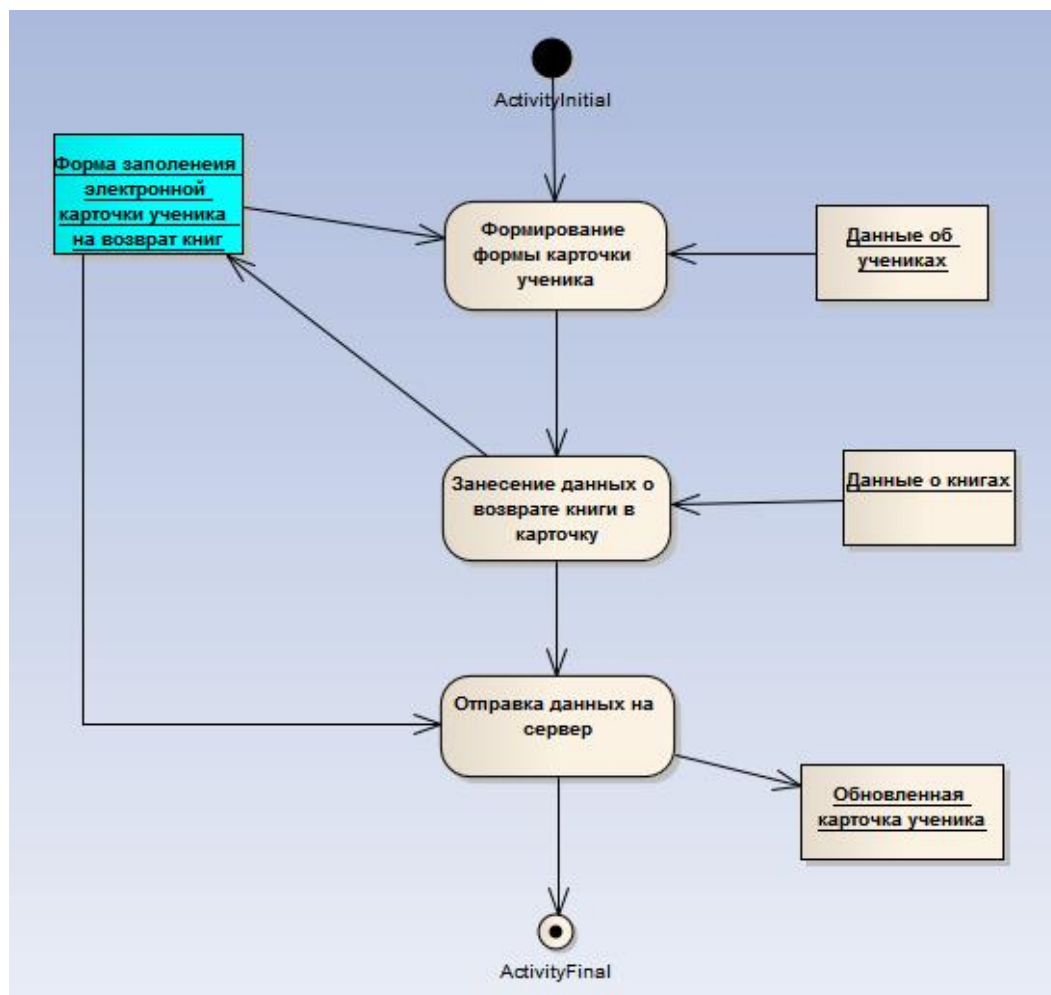 ActivityInitial
Форма заполенеия
электронной
карточки ученика
на возврат книг
Формирование
формы карточки
ученика
Данные об
учениках
Занесение данных о
возврате книги в
карточку
Данные о книгах
Отправка данных на
сервер
Обновленная
карточка ученика
ActivityFinal